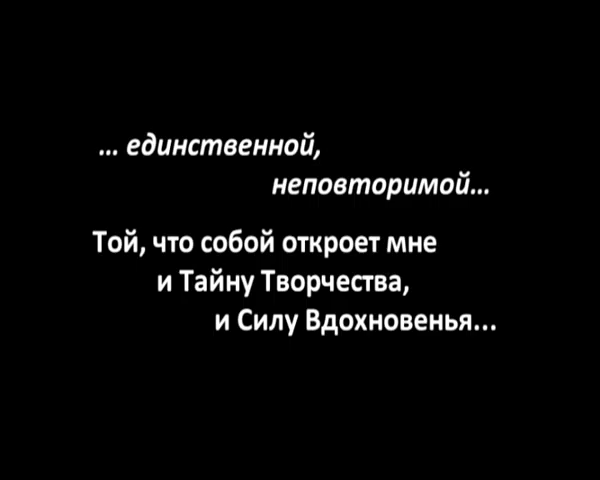 ... единственной,
неповторимой...
Той, что собой откроет мне
и Тайну Творчества,
и Силу Вдохновенья...